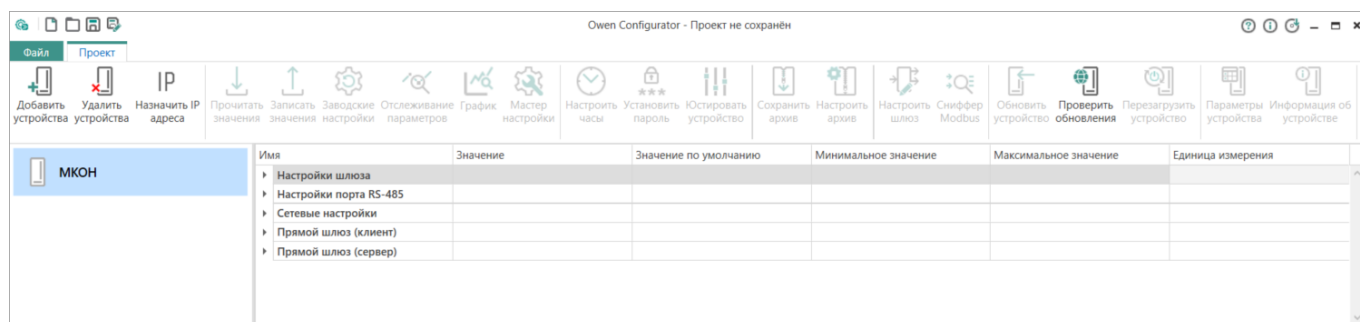 Owen Configurator - Проект не сохранён
Файл Проект
IP
Добавить устройства Удалить устройства Назначить IP адреса Прочитать значения Записать значения Заводские настройки Отслеживание параметров График Мастер настройки Настроить часы Установить пароль Юстировать устройство Сохранить архив Настроить архив Настроить шлюз Сниффер Modbus Обновить устройство Проверить обновления Перезагрузить устройство Параметры устройства Информация об устройстве
МКОН
Имя Значение Значение по умолчанию Минимальное значение Максимальное значение Единица измерения
Настройки шлюза
Настройки порта RS-485
Сетевые настройки
Прямой шлюз (клиент)
Прямой шлюз (сервер)